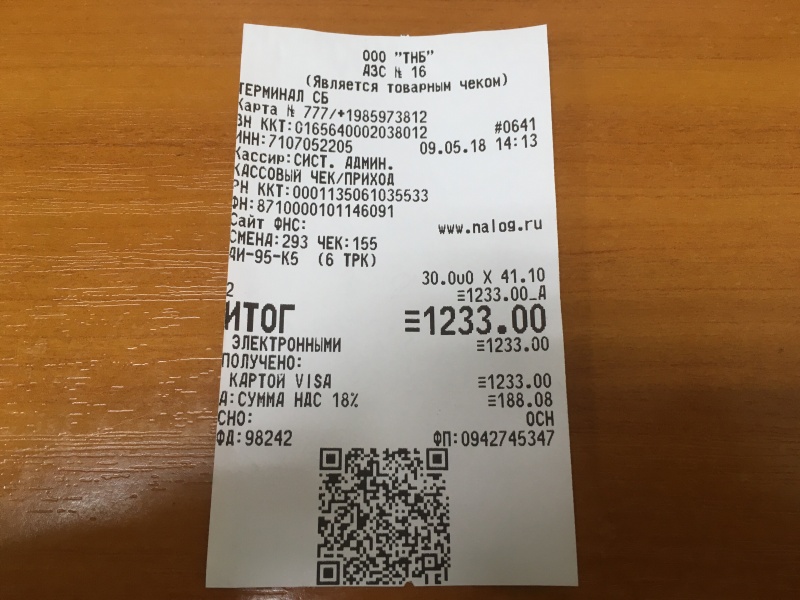 ООО "ТНБ"
АЗС № 16
(Является товарным чеком)
ТЕРМИНАЛ СБ
Карта № 777/+1985973812
ЗН ККТ:0165640002038012 #0641
ИНН:7107052205 09.05.18 14:13
Кассир:СИСТ. АДМИН.
КАССОВЫЙ ЧЕК/ПРИХОД
РН ККТ:0001135061035533
ФН:8710000101146091
Сайт ФНС: www.nalog.ru
СМЕНА:293 ЧЕК:155
АИ-95-К5 (6 ТРК)
30.000 X 41.10
2 ≡1233.00_А
ИТОГ ≡1233.00
ЭЛЕКТРОННЫМИ ≡1233.00
ПОЛУЧЕНО:
КАРТОЙ VISA ≡1233.00
А:СУММА НДС 18% ≡188.08
СНО: ОСН
ФД:98242 ФП:0942745347